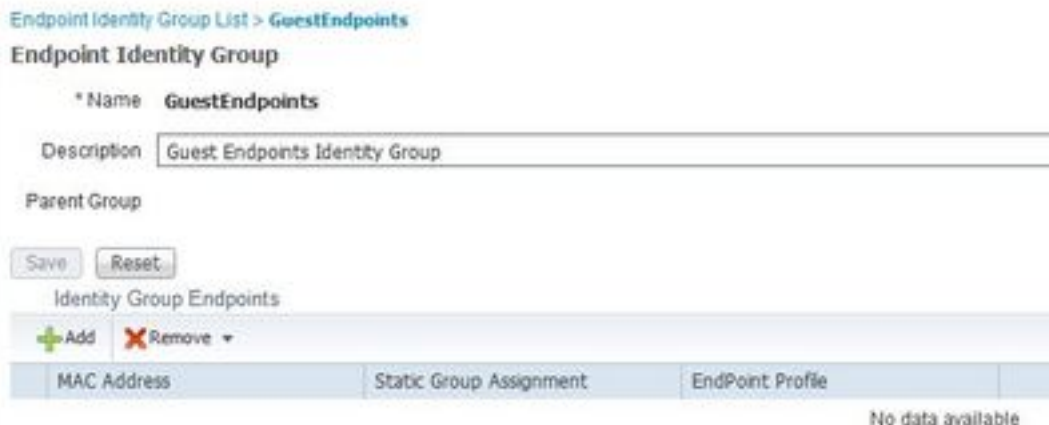 Endpoint Identity Group List > GuestEndpoints
Endpoint Identity Group
* Name GuestEndpoints
Description Guest Endpoints Identity Group
Parent Group
Save Reset
Identity Group Endpoints
Add Remove
MAC Address Static Group Assignment EndPoint Profile
No data available